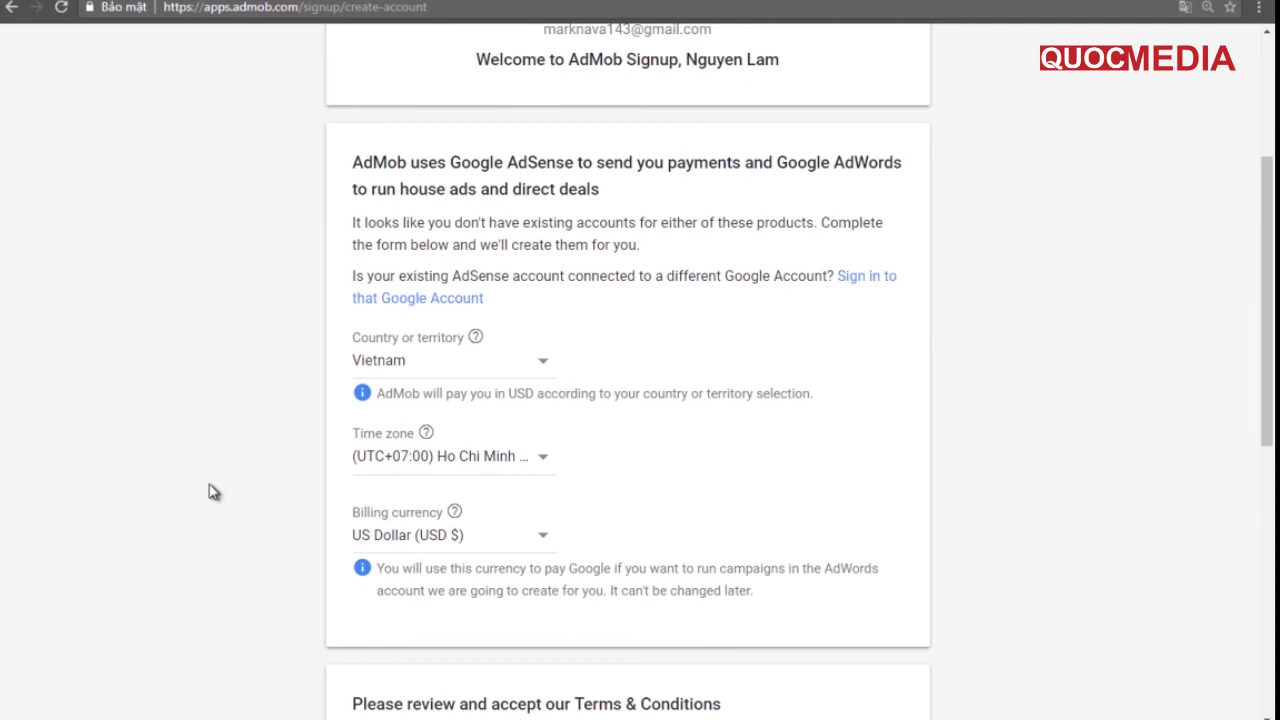 Bảo mật | https://apps.admob.com/signup/create-account
marknava143@gmail.com
Welcome to AdMob Signup, Nguyen Lam
QUOCMEDIA
AdMob uses Google AdSense to send you payments and Google AdWords
to run house ads and direct deals
It looks like you don't have existing accounts for either of these products. Complete
the form below and we'll create them for you.
Is your existing AdSense account connected to a different Google Account? Sign in to
that Google Account
Country or territory ?
Vietnam
i AdMob will pay you in USD according to your country or territory selection.
Time zone ?
(UTC+07:00) Ho Chi Minh ...
Billing currency ?
US Dollar (USD $)
i You will use this currency to pay Google if you want to run campaigns in the AdWords
account we are going to create for you. It can't be changed later.
Please review and accept our Terms & Conditions